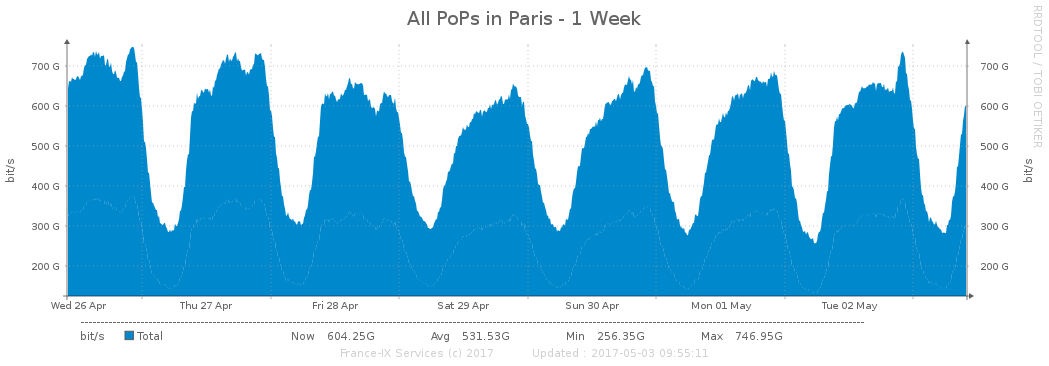 All PoPs in Paris - 1 Week
RRDTOOL / TOBI OETIKER
bit/s
bit/s
700 G 700 G
600 G 600 G
500 G 500 G
400 G 400 G
300 G 300 G
200 G 200 G
Wed 26 Apr Thu 27 Apr Fri 28 Apr Sat 29 Apr Sun 30 Apr Mon 01 May Tue 02 May
bit/s Total Now 604.25G Avg 531.53G Min 256.35G Max 746.95G
France-IX Services (c) 2017 Updated : 2017-05-03 09:55:11